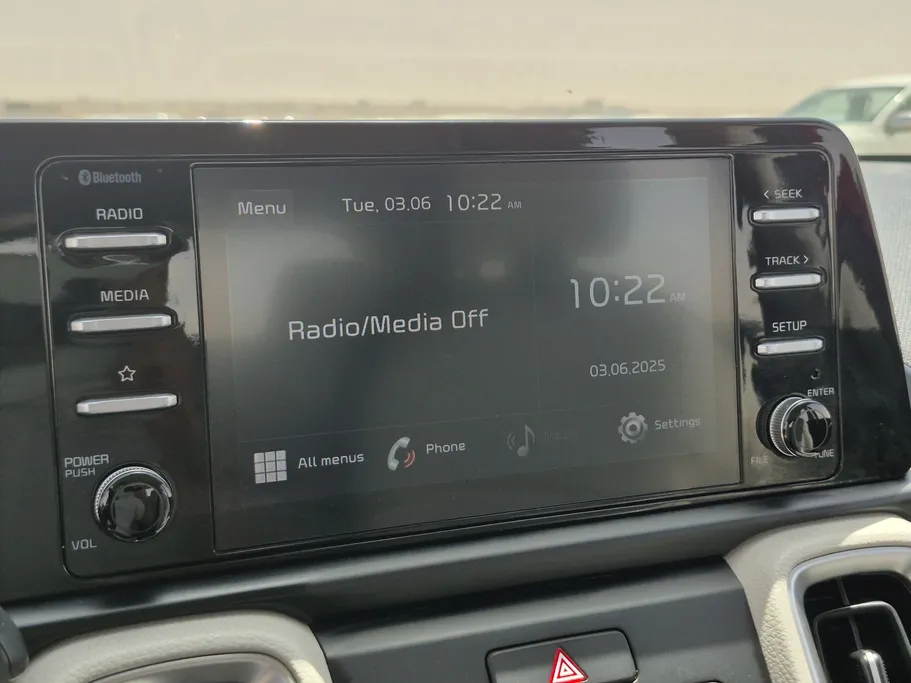 Bluetooth
RADIO
MEDIA
POWER
PUSH
VOL
Menu
Tue, 03.06 10:22 AM
Radio/Media Off
10:22 AM
03.06.2025
All menus
Phone
Settings
< SEEK
TRACK >
SETUP
ENTER
FILE
TUNE